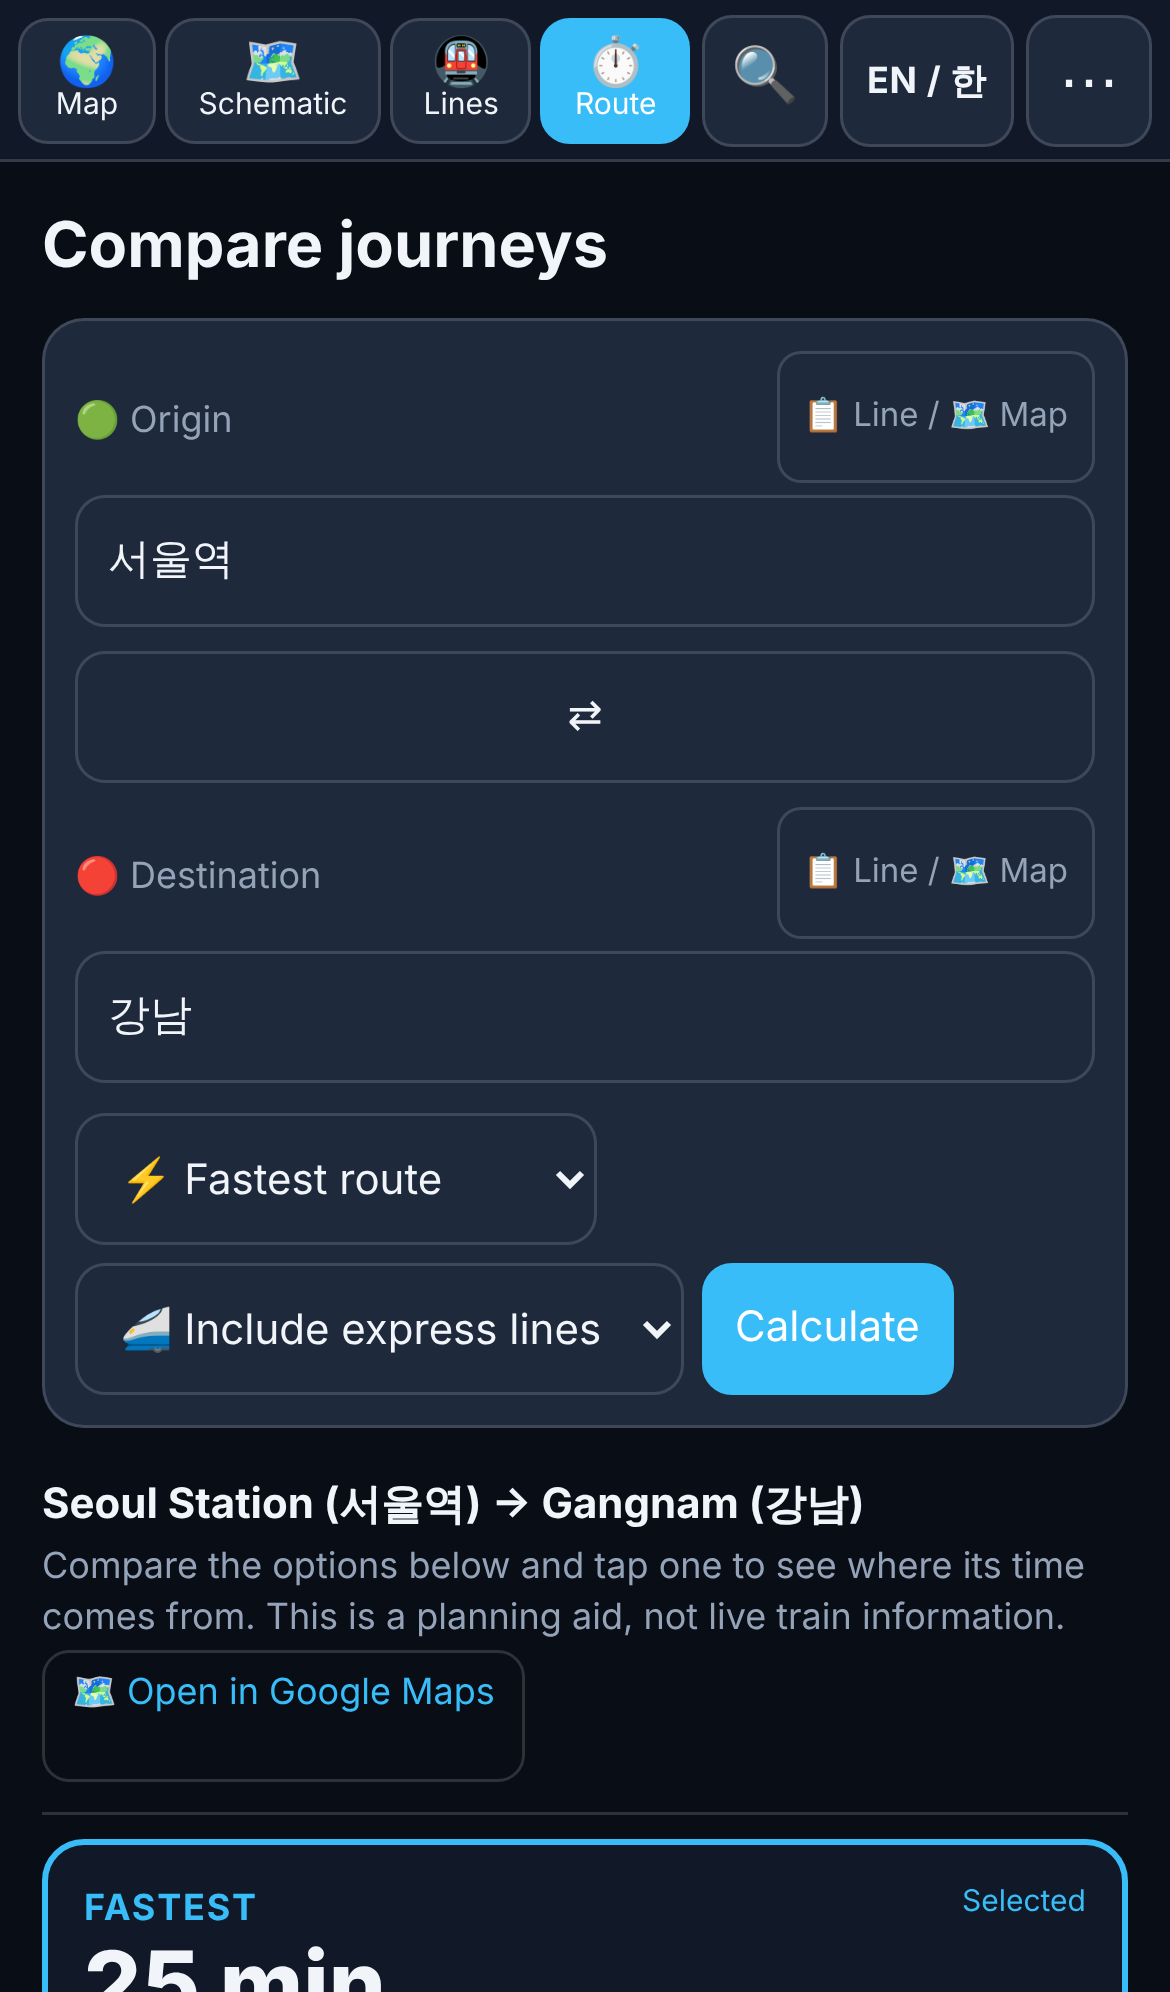 Map
Schematic
Lines
Route
EN / 한
...
Compare journeys
Origin
Line / Map
서울역
⇄
Destination
Line / Map
강남
Fastest route
Include express lines
Calculate
Seoul Station (서울역) → Gangnam (강남)
Compare the options below and tap one to see where its time
comes from. This is a planning aid, not live train information.
Open in Google Maps
FASTEST
Selected
25 min